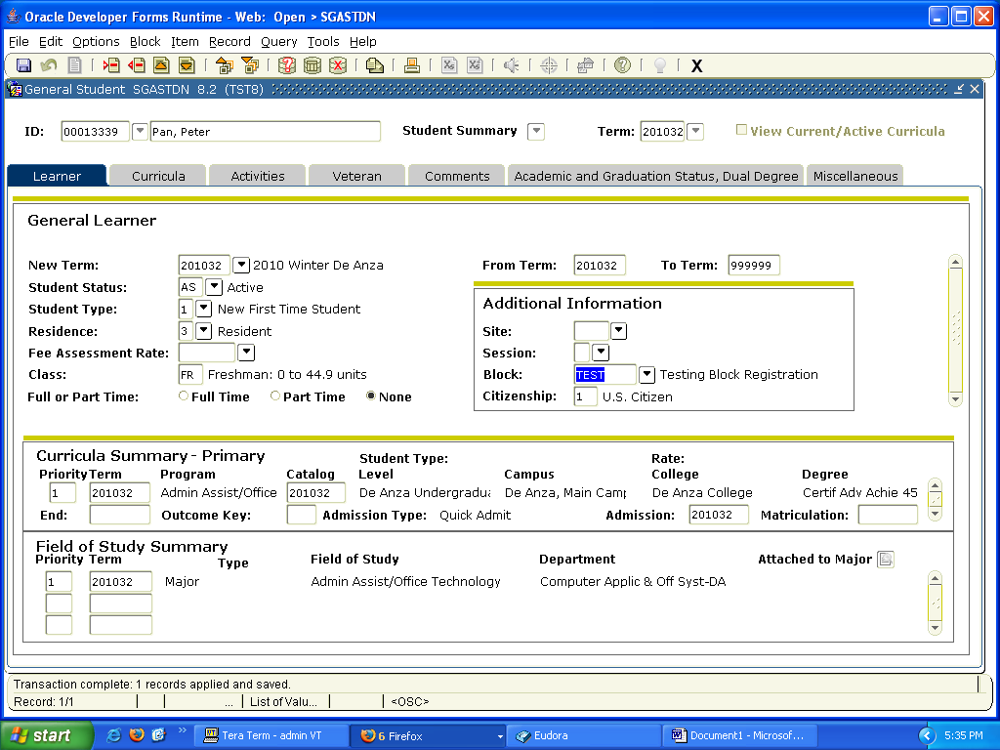 Oracle Developer Forms Runtime - Web: Open > SGASTDN
File Edit Options Block Item Record Query Tools Help
X
General Student SGASTDN 8.2 (TST8)
ID: 00013339 Pan, Peter Student Summary Term: 201032 View Current/Active Curricula
Learner Curricula Activities Veteran Comments Academic and Graduation Status, Dual Degree Miscellaneous
General Learner
New Term: 201032 2010 Winter De Anza From Term: 201032 To Term: 999999
Student Status: AS Active
Additional Information
Student Type: 1 New First Time Student
Residence: 3 Resident Site:
Fee Assessment Rate: Session:
Class: FR Freshman: 0 to 44.9 units Block: TEST Testing Block Registration
Full or Part Time: Full Time Part Time None Citizenship: 1 U.S. Citizen
Curricula Summary - Primary Student Type: Rate:
Priority Term Program Catalog Level Campus College Degree
1 201032 Admin Assist/Office 201032 De Anza Undergradu De Anza, Main Camp De Anza College Certif Adv Achie 45
End: Outcome Key: Admission Type: Quick Admit Admission: 201032 Matriculation:
Field of Study Summary
Priority Term Type Field of Study Department Attached to Major
1 201032 Major Admin Assist/Office Technology Computer Applic & Off Syst-DA
Transaction complete: 1 records applied and saved.
Record: 1/1 ... List of Valu... <OSC>
start Tera Term - admin VT 6 Firefox Eudora Document1 - Microsof... 5:35 PM